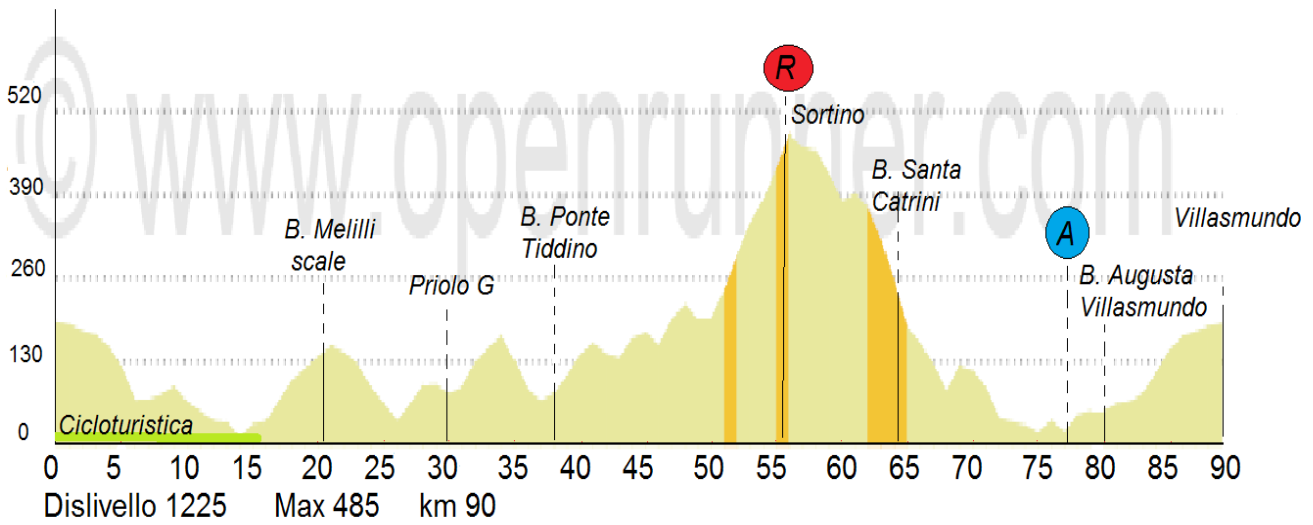 © www.openrunner.com
R
Sortino
520
B. Santa
Catrini
390
B. Ponte
Tiddino
B. Melilli
scale
Villasmundo
A
260
Priolo G
B. Augusta
Villasmundo
130
Cicloturistica
0
0 5 10 15 20 25 30 35 40 45 50 55 60 65 70 75 80 85 90
Dislivello 1225 Max 485 km 90